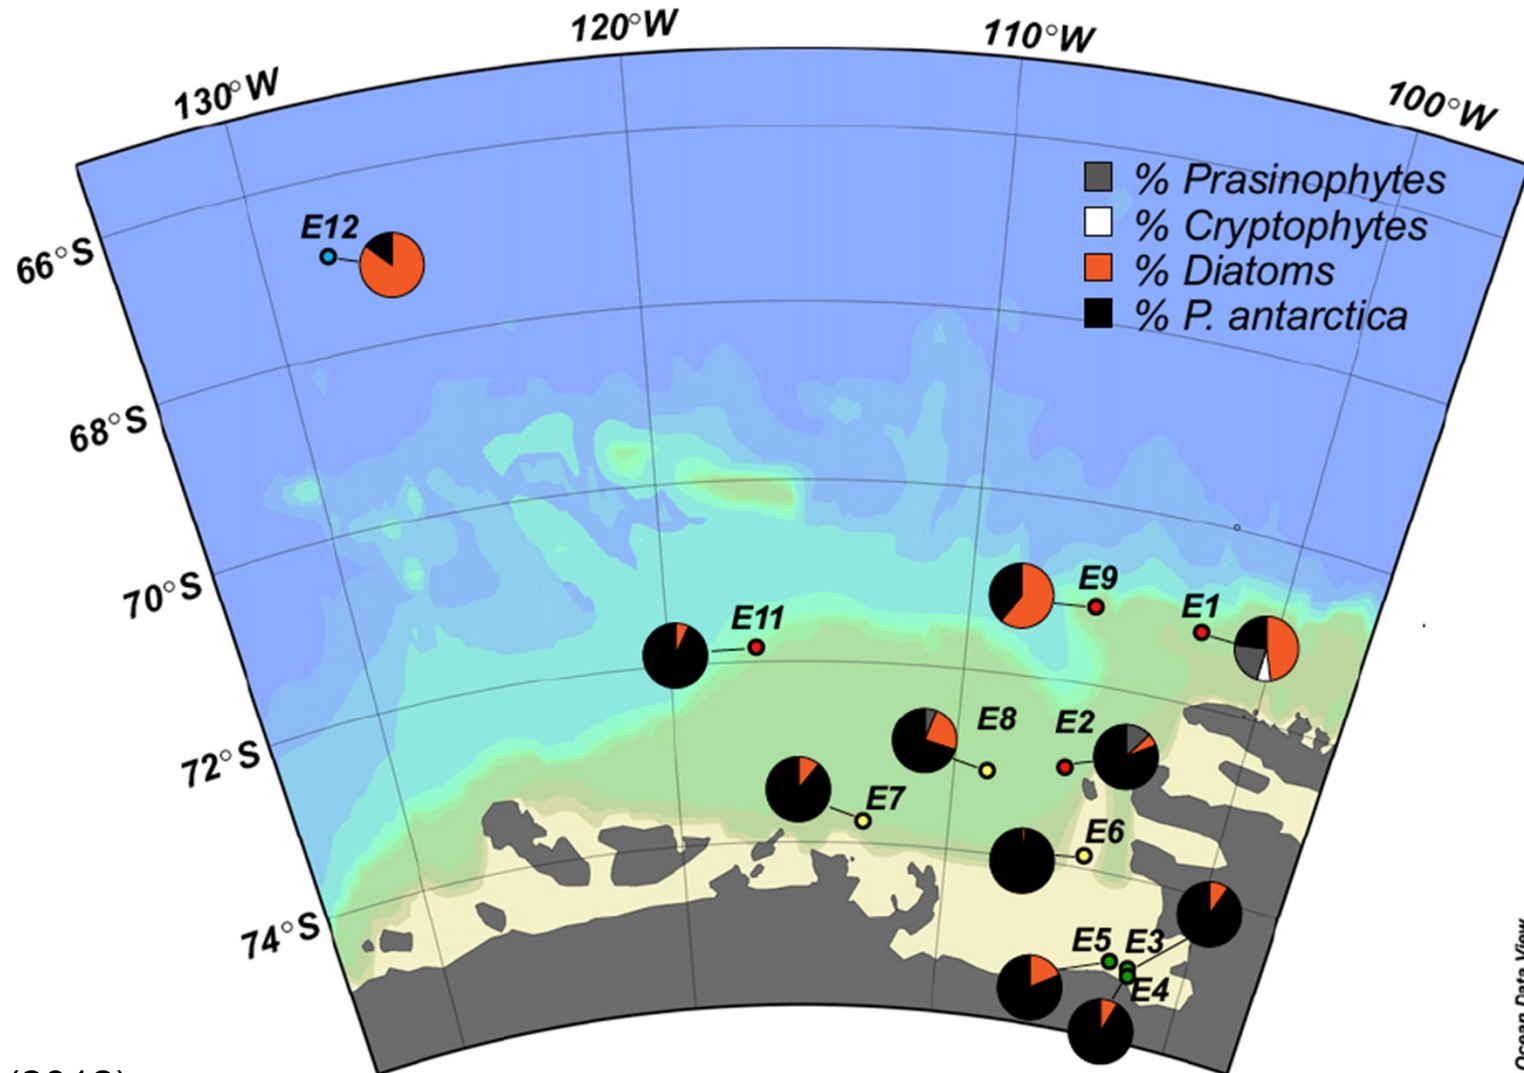 120°W
110°W
130°W
100°W
% Prasinophytes
% Cryptophytes
% Diatoms
% P. antarctica
E12
66°S
68°S
70°S
E9
E1
E11
72°S
E8
E2
E7
E6
74°S
E5
E3
E4
Ocean Data View